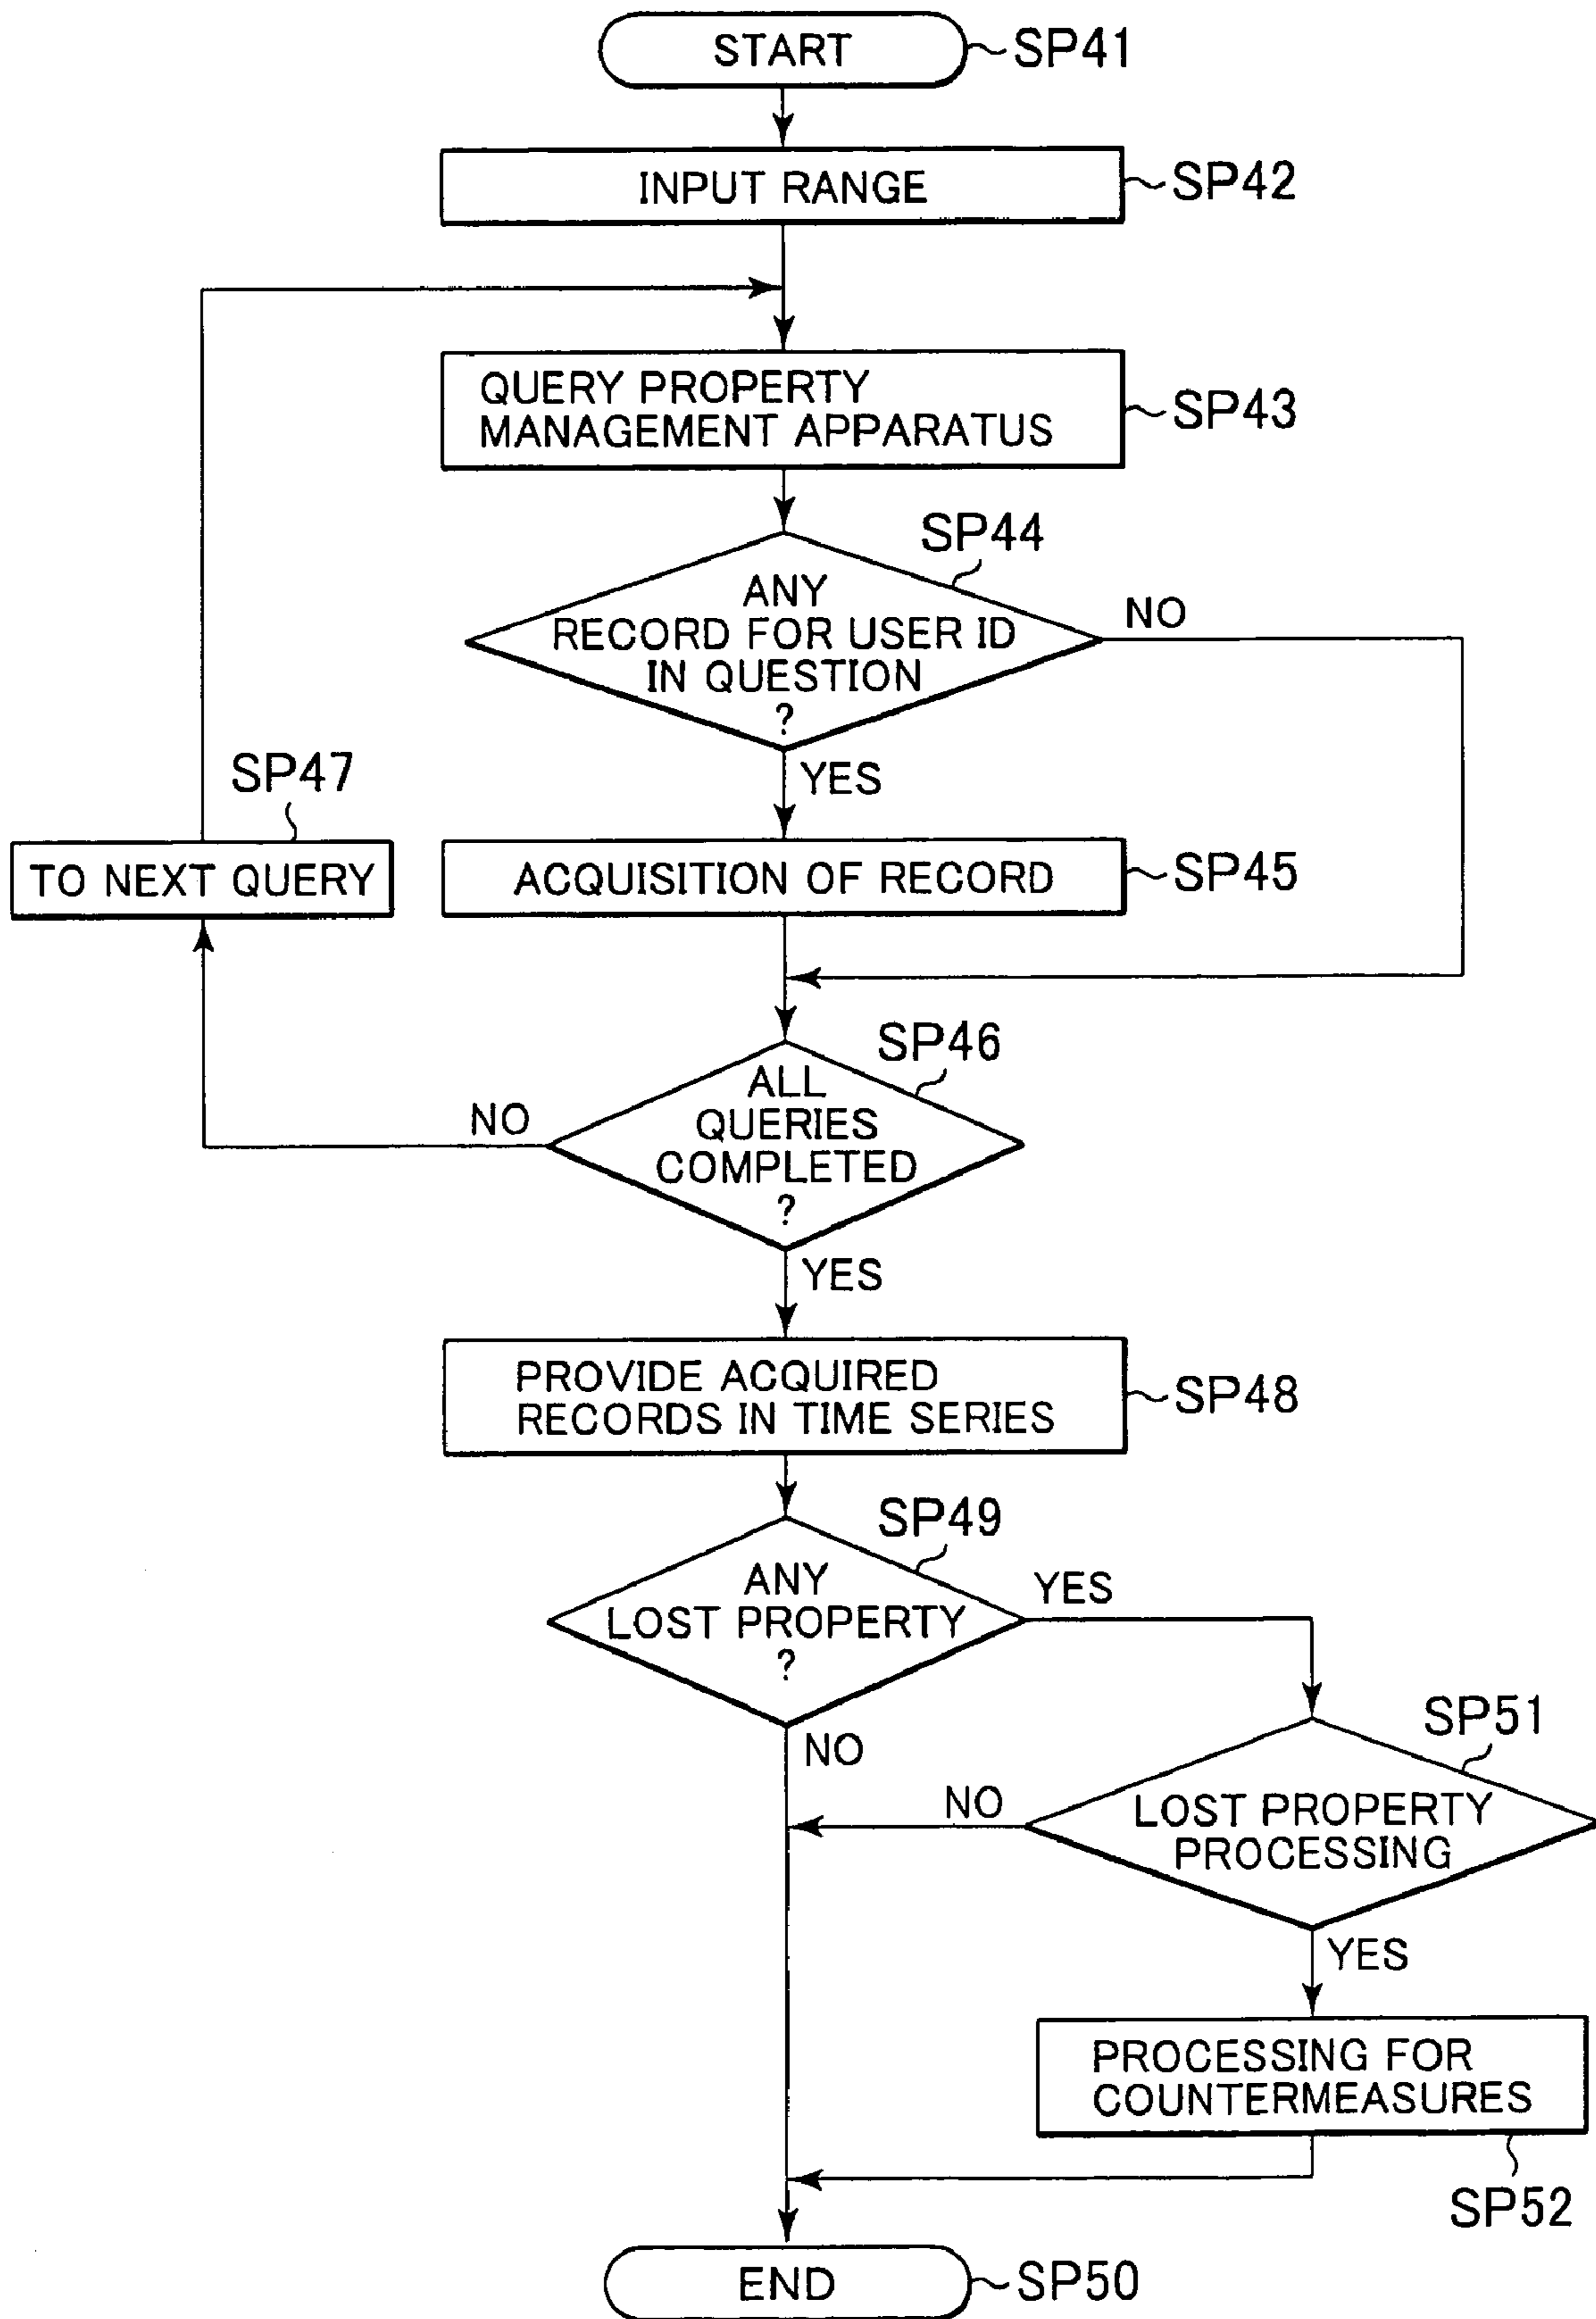 START
SP41
INPUT RANGE
SP42
QUERY PROPERTY
MANAGEMENT APPARATUS
SP43
SP44
ANY
RECORD FOR USER ID
IN QUESTION
?
NO
YES
SP47
TO NEXT QUERY
ACQUISITION OF RECORD
SP45
SP46
ALL
QUERIES
COMPLETED
?
NO
YES
PROVIDE ACQUIRED
RECORDS IN TIME SERIES
SP48
SP49
ANY
LOST PROPERTY
?
YES
NO
SP51
NO
LOST PROPERTY
PROCESSING
YES
PROCESSING FOR
COUNTERMEASURES
SP52
END
SP50